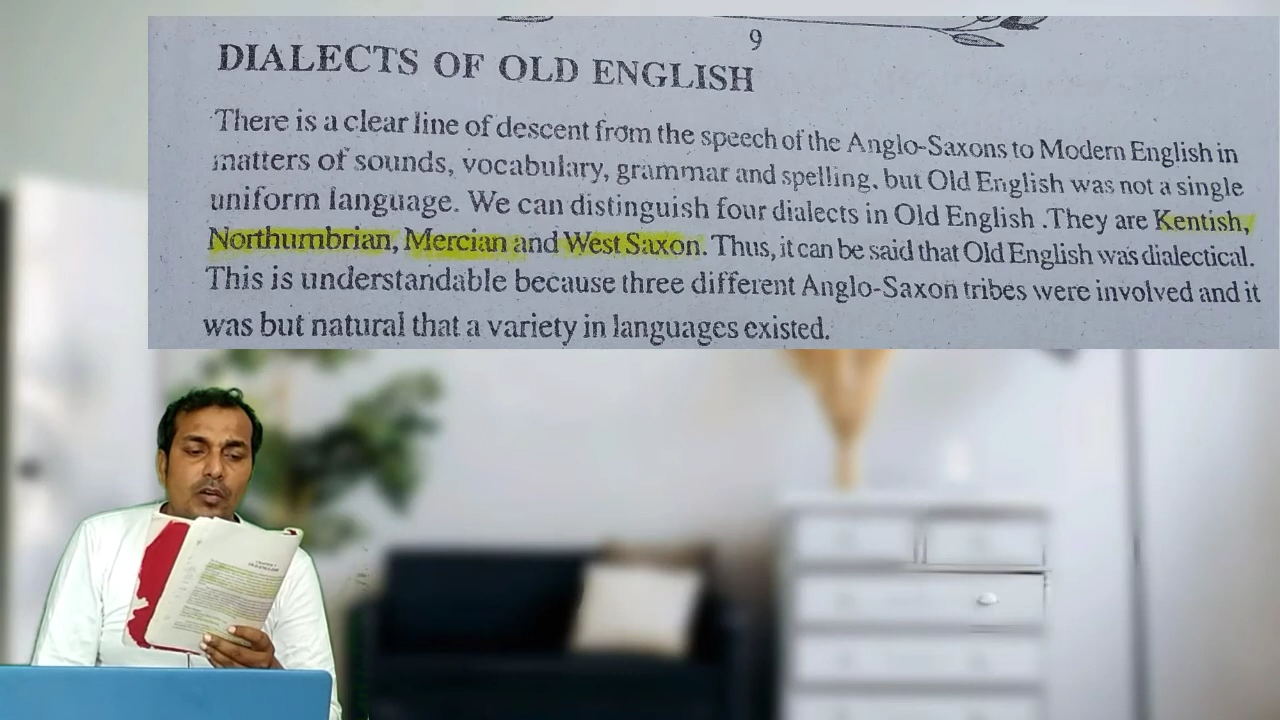 9
DIALECTS OF OLD ENGLISH
There is a clear line of descent from the speech of the Anglo-Saxons to Modern English in
matters of sounds, vocabulary, grammar and spelling, but Old English was not a single
uniform language. We can distinguish four dialects in Old English .They are Kentish,
Northumbrian, Mercian and West Saxon. Thus, it can be said that Old English was dialectical.
This is understandable because three different Anglo-Saxon tribes were involved and it
was but natural that a variety in languages existed.